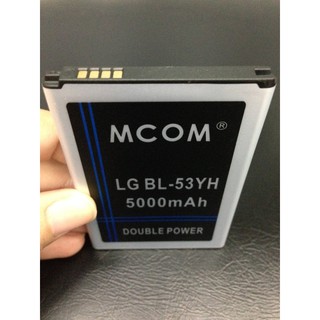 MCOM®
LG BL-53YH
5000mAh
DOUBLE POWER